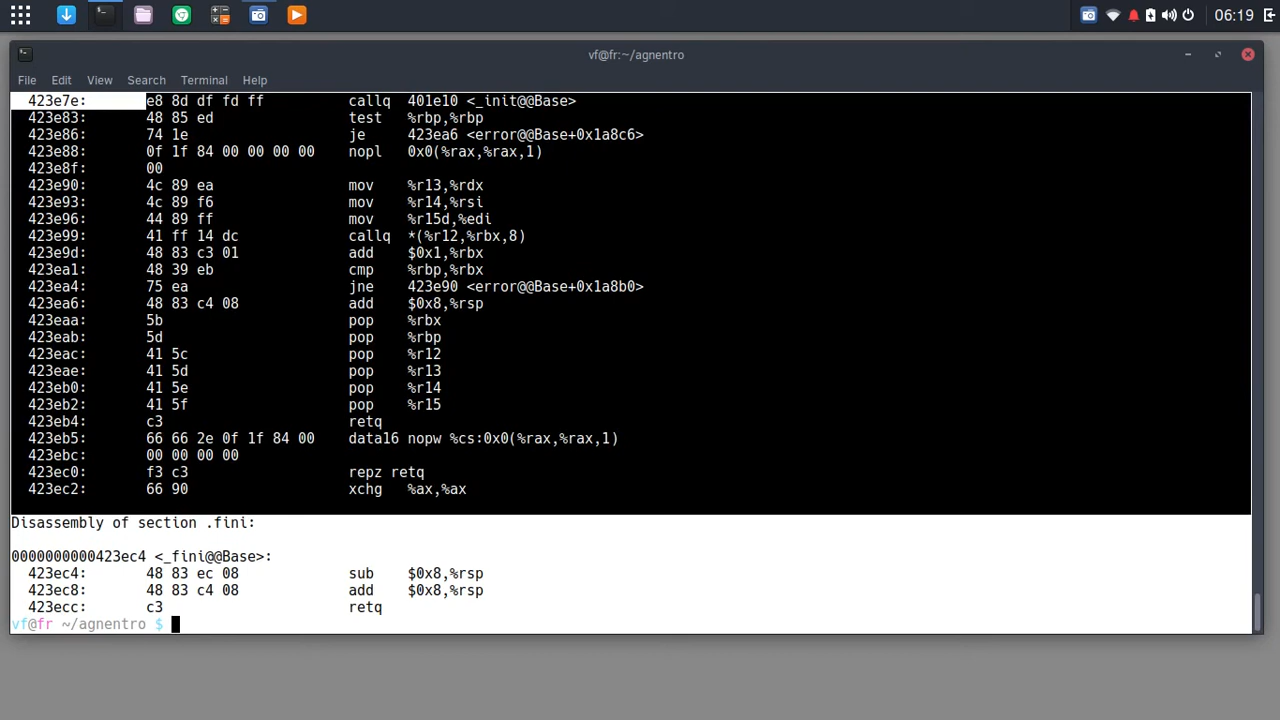 06:19
vf@fr:~/agnentro
File Edit View Search Terminal Help
423e7e: e8 8d df fd ff callq 401e10 <_init@@Base>
423e83: 48 85 ed test %rbp,%rbp
423e86: 74 1e je 423ea6 <error@@Base+0x1a8c6>
423e88: 0f 1f 84 00 00 00 00 nopl 0x0(%rax,%rax,1)
423e8f: 00
423e90: 4c 89 ea mov %r13,%rdx
423e93: 4c 89 f6 mov %r14,%rsi
423e96: 44 89 ff mov %r15d,%edi
423e99: 41 ff 14 dc callq *(%r12,%rbx,8)
423e9d: 48 83 c3 01 add $0x1,%rbx
423ea1: 48 39 eb cmp %rbp,%rbx
423ea4: 75 ea jne 423e90 <error@@Base+0x1a8b0>
423ea6: 48 83 c4 08 add $0x8,%rsp
423eaa: 5b pop %rbx
423eab: 5d pop %rbp
423eac: 41 5c pop %r12
423eae: 41 5d pop %r13
423eb0: 41 5e pop %r14
423eb2: 41 5f pop %r15
423eb4: c3 retq
423eb5: 66 66 2e 0f 1f 84 00 data16 nopw %cs:0x0(%rax,%rax,1)
423ebc: 00 00 00 00
423ec0: f3 c3 repz retq
423ec2: 66 90 xchg %ax,%ax
Disassembly of section .fini:
0000000000423ec4 <_fini@@Base>:
423ec4: 48 83 ec 08 sub $0x8,%rsp
423ec8: 48 83 c4 08 add $0x8,%rsp
423ecc: c3 retq
vf@fr ~/agnentro $